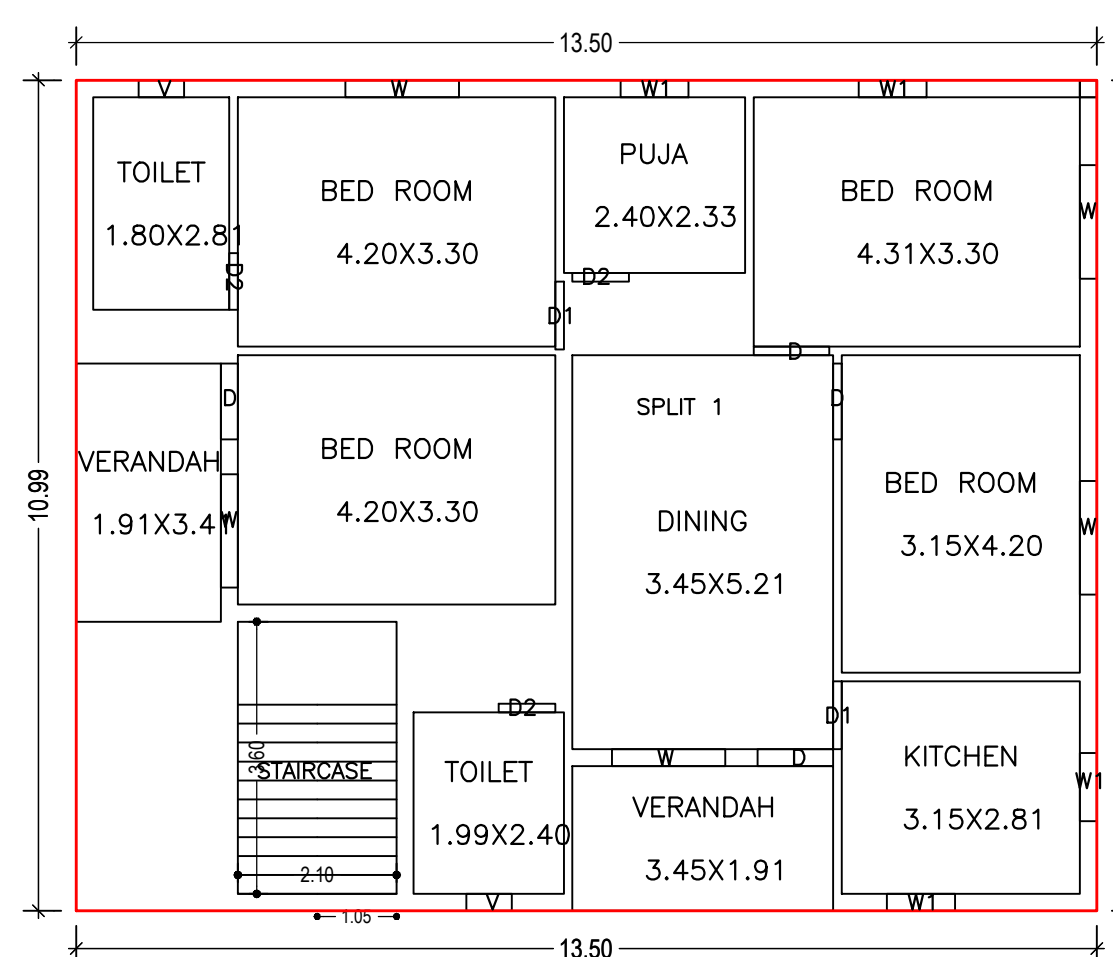 13.50
V
W
W1
W1
TOILET
1.80X2.81
BED ROOM
4.20X3.30
PUJA
2.40X2.33
BED ROOM
4.31X3.30
W
D2
D2
D1
D
10.99
D
D
VERANDAH
1.91X3.41
W
BED ROOM
4.20X3.30
SPLIT 1
DINING
3.45X5.21
BED ROOM
3.15X4.20
W
D2
D1
3.60
STAIRCASE
2.10
1.05
TOILET
1.99X2.40
V
W
D
VERANDAH
3.45X1.91
KITCHEN
3.15X2.81
W1
W1
13.50